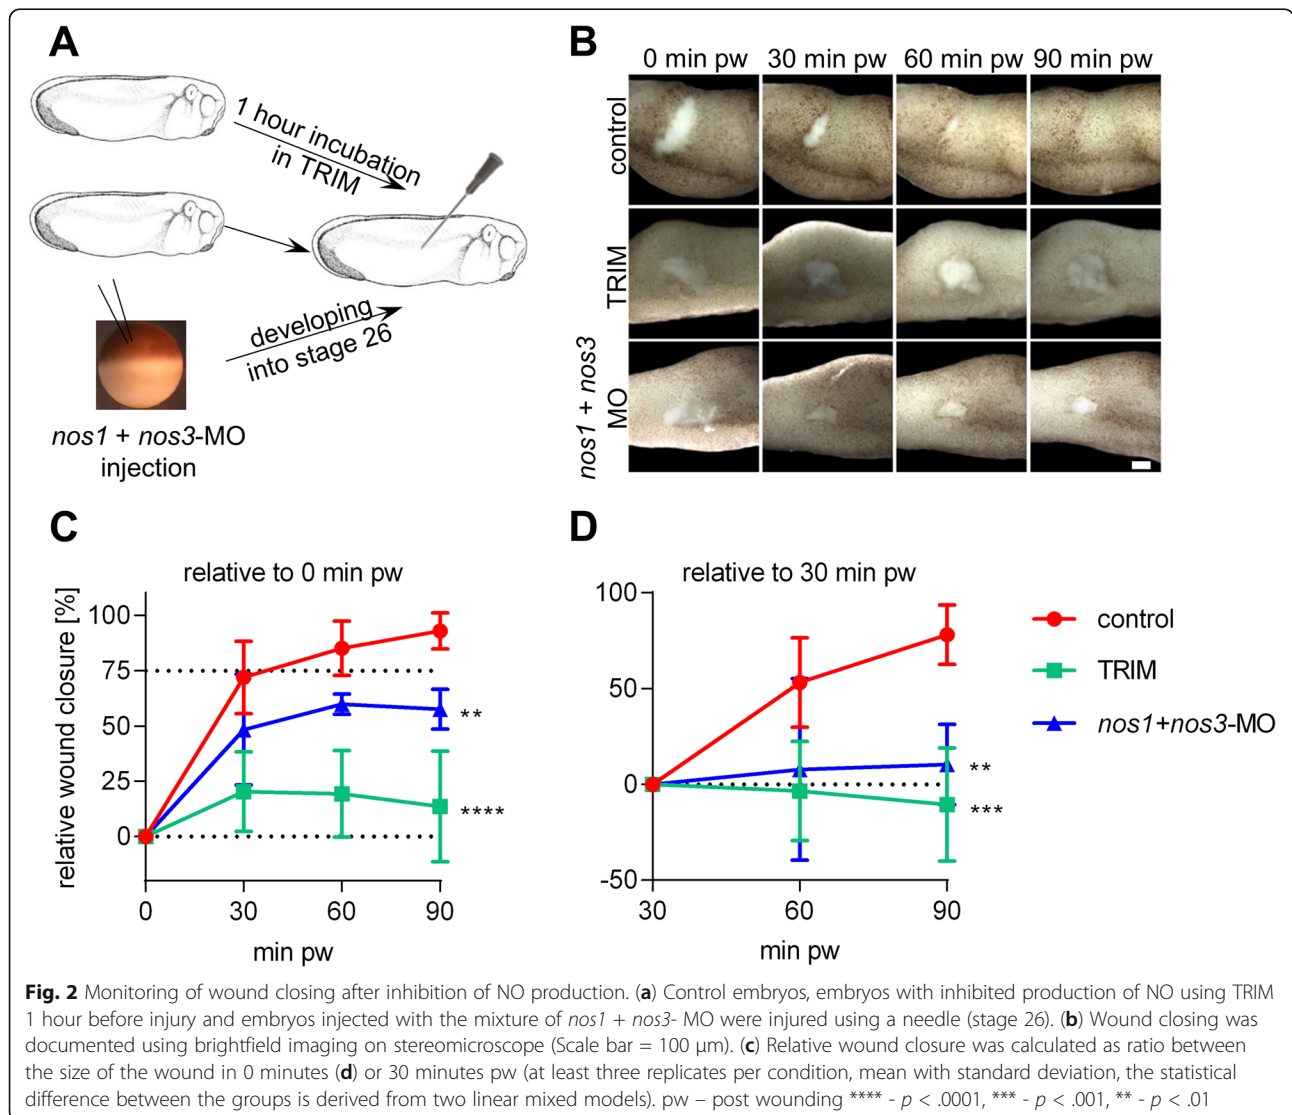 A
1 hour incubation
in TRIM
developing
into stage 26
nos1 + nos3-MO
injection
B
0 min pw 30 min pw 60 min pw 90 min pw
control
TRIM
nos1 + nos3
MO
C
relative to 0 min pw
relative wound closure [%]
100
75
50
25
0
**
****
0 30 60 90
min pw
D
relative to 30 min pw
100
50
0
-50
**
***
30 60 90
min pw
control
TRIM
nos1+nos3-MO
Fig. 2 Monitoring of wound closing after inhibition of NO production. (a) Control embryos, embryos with inhibited production of NO using TRIM
1 hour before injury and embryos injected with the mixture of nos1 + nos3- MO were injured using a needle (stage 26). (b) Wound closing was
documented using brightfield imaging on stereomicroscope (Scale bar = 100 μm). (c) Relative wound closure was calculated as ratio between
the size of the wound in 0 minutes (d) or 30 minutes pw (at least three replicates per condition, mean with standard deviation, the statistical
difference between the groups is derived from two linear mixed models). pw – post wounding **** - p < .0001, *** - p < .001, ** - p < .01